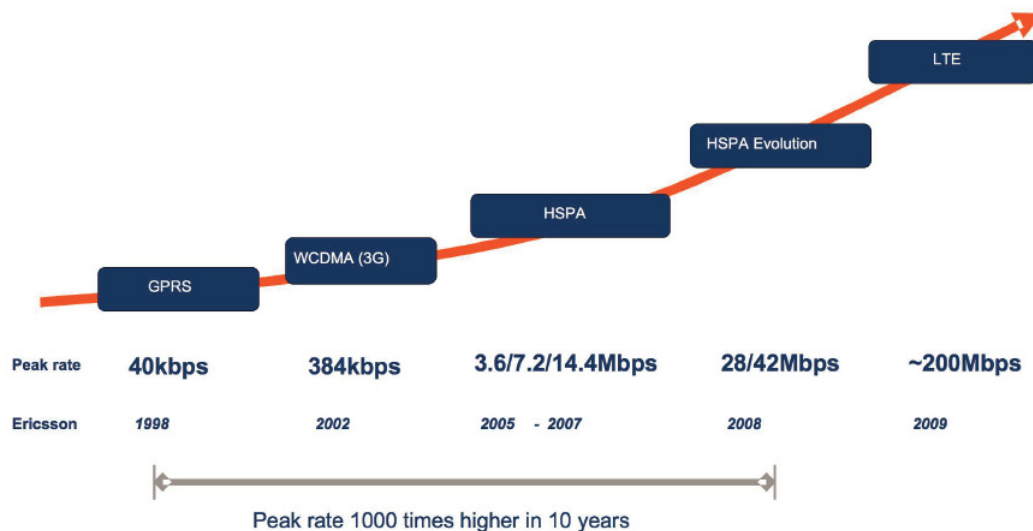 LTE
HSPA Evolution
HSPA
WCDMA (3G)
GPRS
Peak rate 40kbps 384kbps 3.6/7.2/14.4Mbps 28/42Mbps ~200Mbps
Ericsson 1998 2002 2005 - 2007 2008 2009
Peak rate 1000 times higher in 10 years